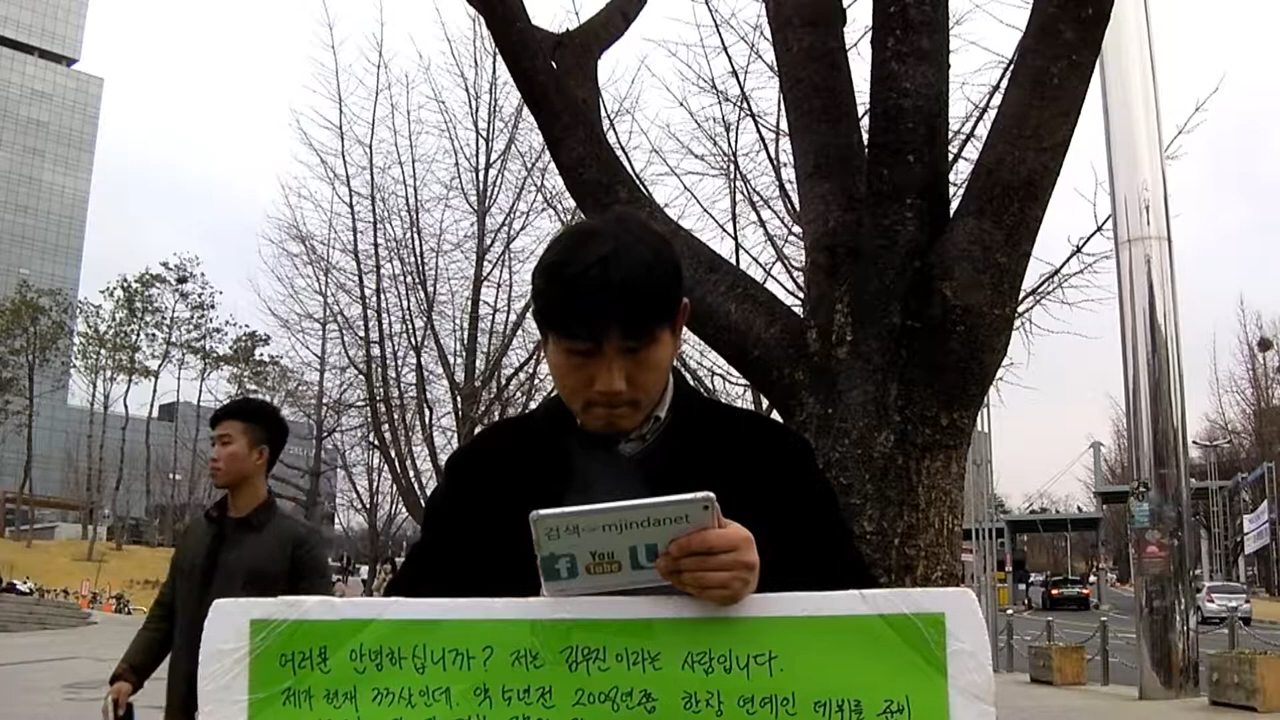 검색☞mjindanet
f You Tube U
여러분 안녕하십니까? 저는 김우진이라는 사람입니다.
제가 현재 33살인데. 약 5년전 2008년쯤 한창 연예인 데뷔를 준비